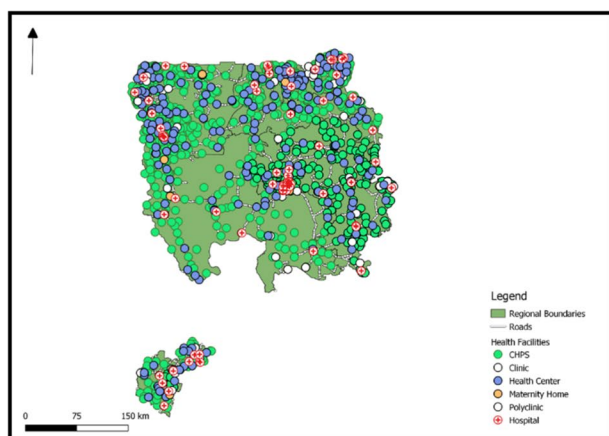 Legend
Regional Boundaries
Roads
Health Facilities
CHPS
Clinic
Health Center
Maternity Home
Polyclinic
Hospital
0 75 150 km